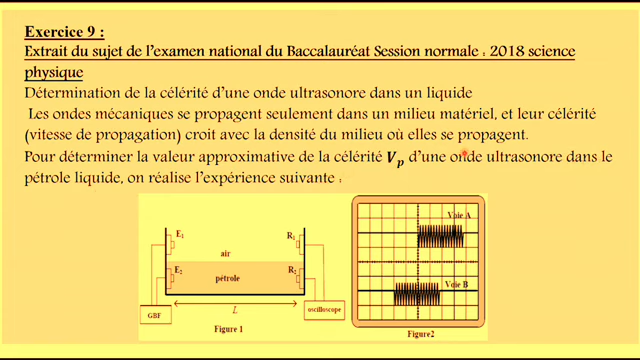 Exercice 9 :
Extrait du sujet de l'examen national du Baccalauréat Session normale : 2018 science
physique
Détermination de la célérité d'une onde ultrasonore dans un liquide
Les ondes mécaniques se propagent seulement dans un milieu matériel, et leur célérité
(vitesse de propagation) croit avec la densité du milieu où elles se propagent.
Pour déterminer la valeur approximative de la célérité Vp d'une onde ultrasonore dans le
pétrole liquide, on réalise l'expérience suivante :
E1
R1
air
E2
R2
pétrole
L
GBF
oscilloscope
Figure 1
Voie A
Voie B
Figure2